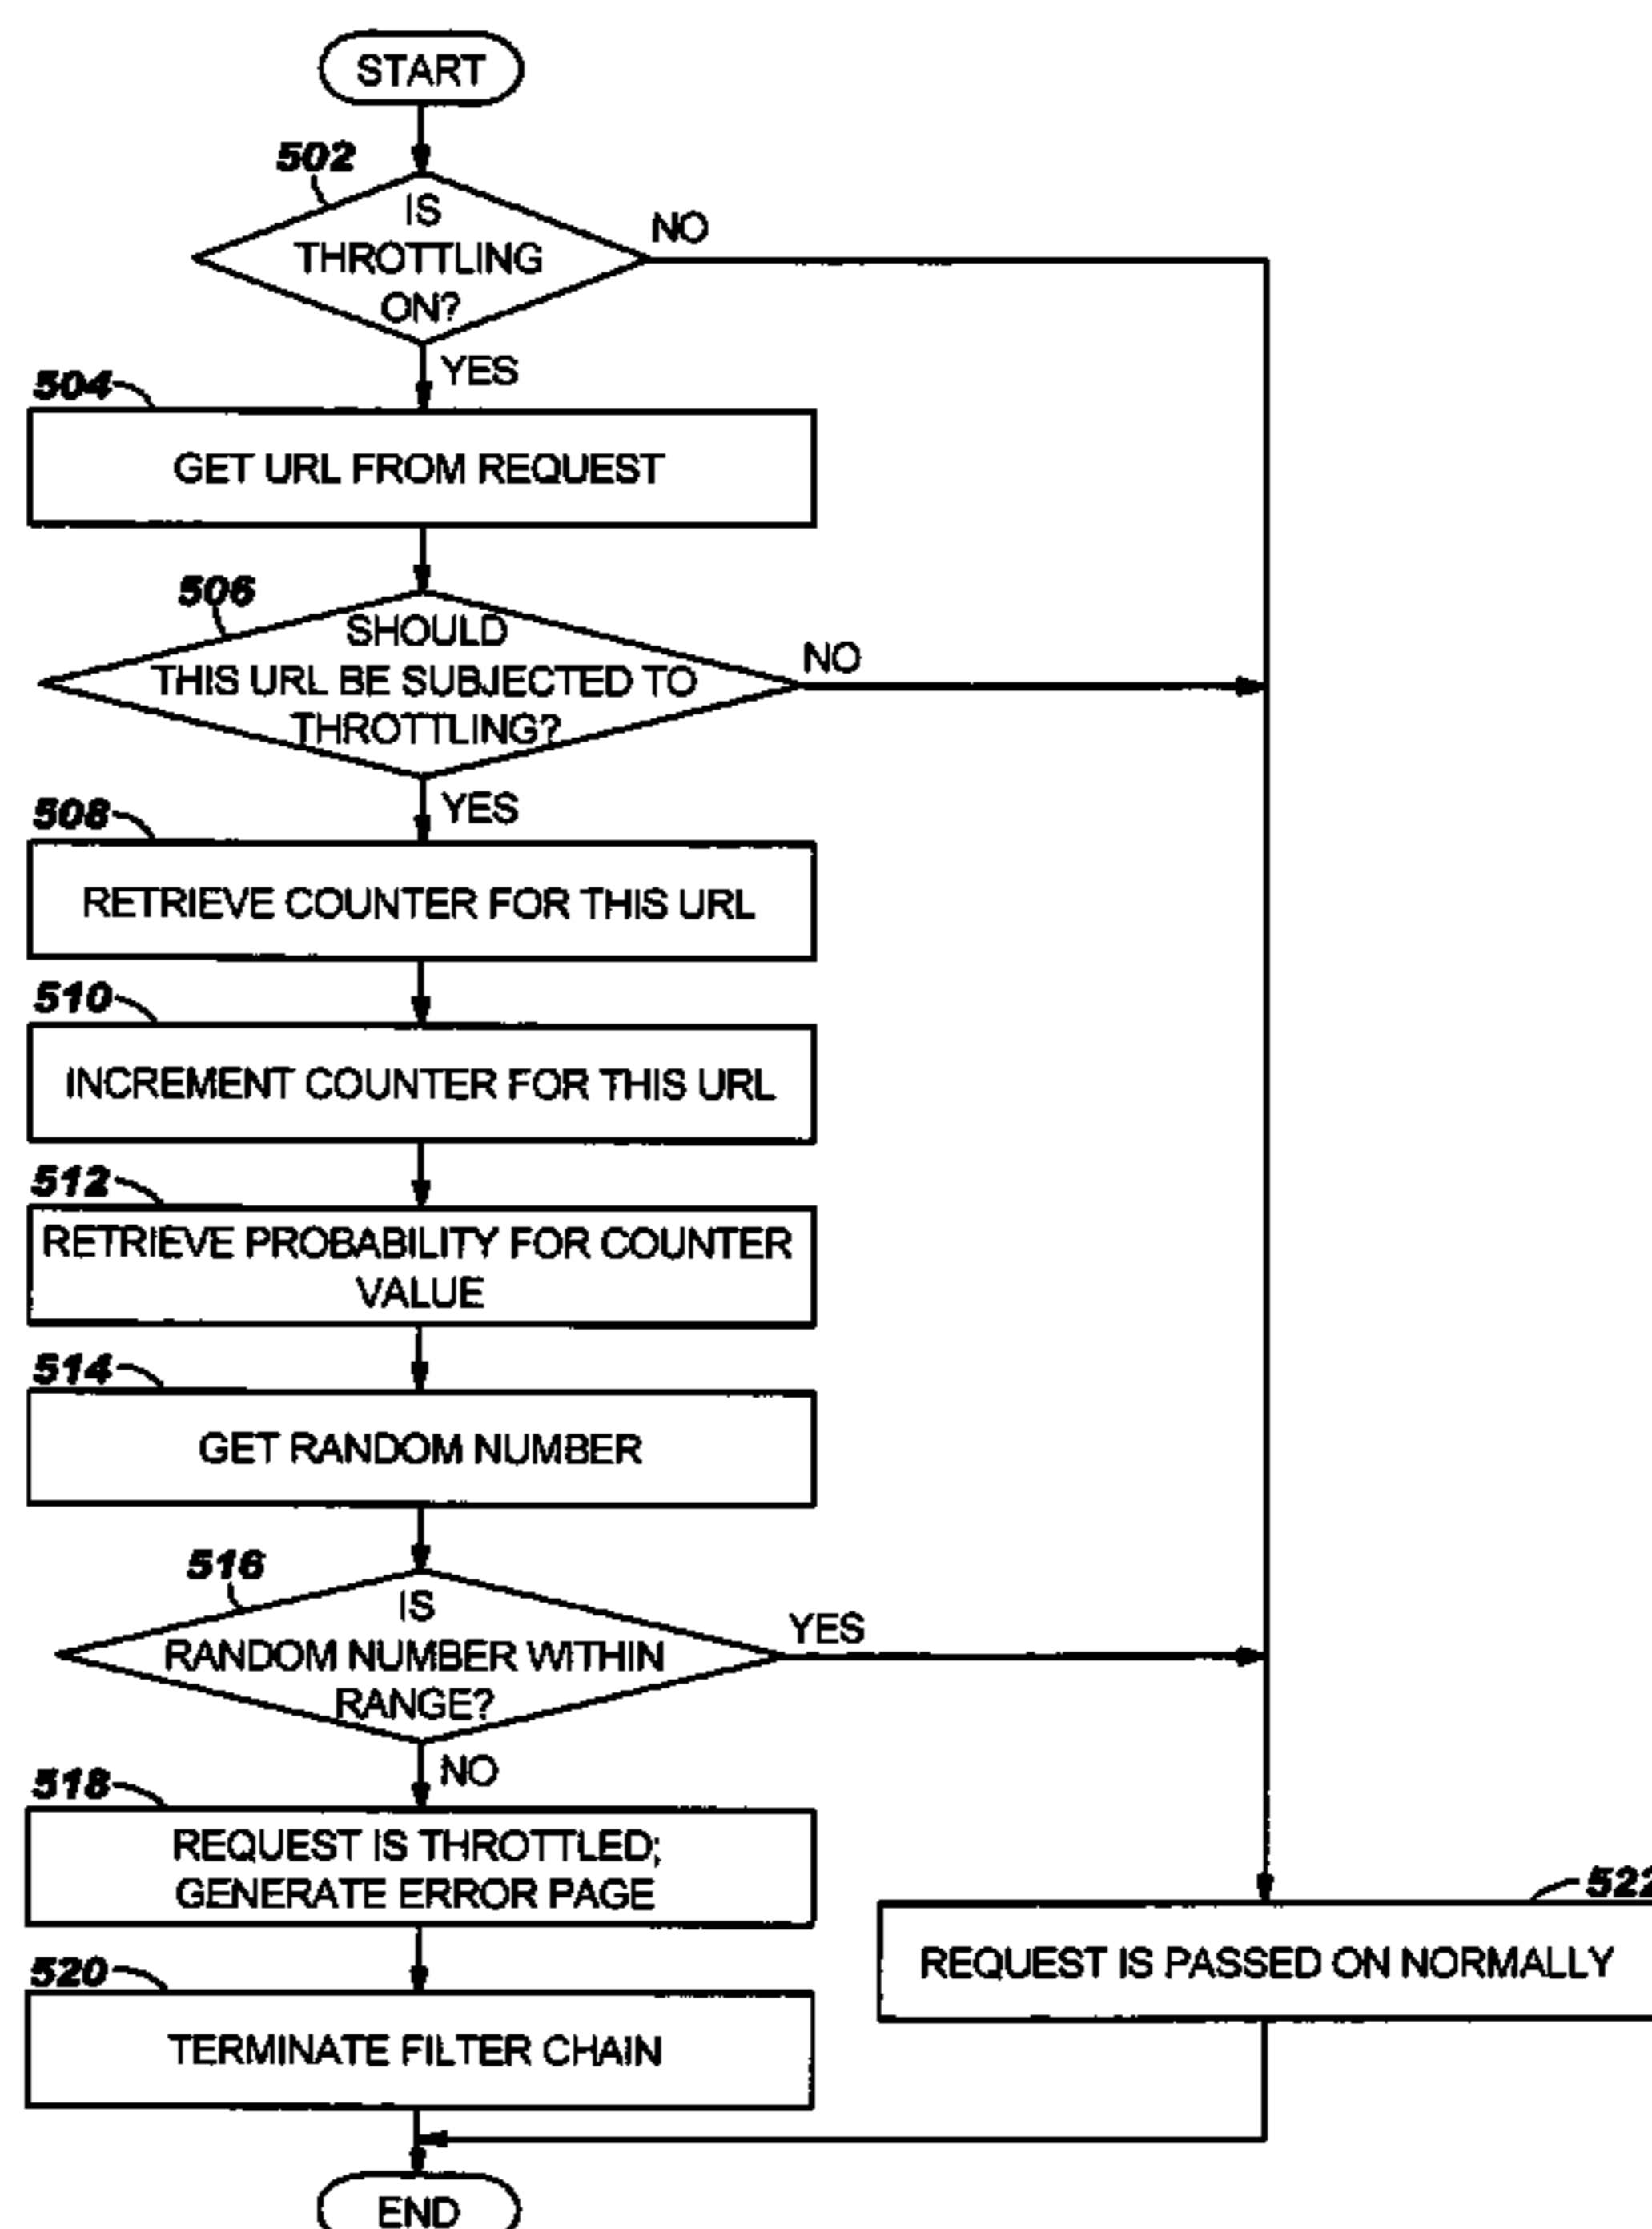 START
502
IS
THROTTLING
ON?
NO
YES
504
GET URL FROM REQUEST
506
SHOULD
THIS URL BE SUBJECTED TO
THROTTLING?
NO
YES
508
RETRIEVE COUNTER FOR THIS URL
510
INCREMENT COUNTER FOR THIS URL
512
RETRIEVE PROBABILITY FOR COUNTER
VALUE
514
GET RANDOM NUMBER
516
IS
RANDOM NUMBER WITHIN
RANGE?
YES
NO
518
REQUEST IS THROTTLED;
GENERATE ERROR PAGE
522
REQUEST IS PASSED ON NORMALLY
520
TERMINATE FILTER CHAIN
END